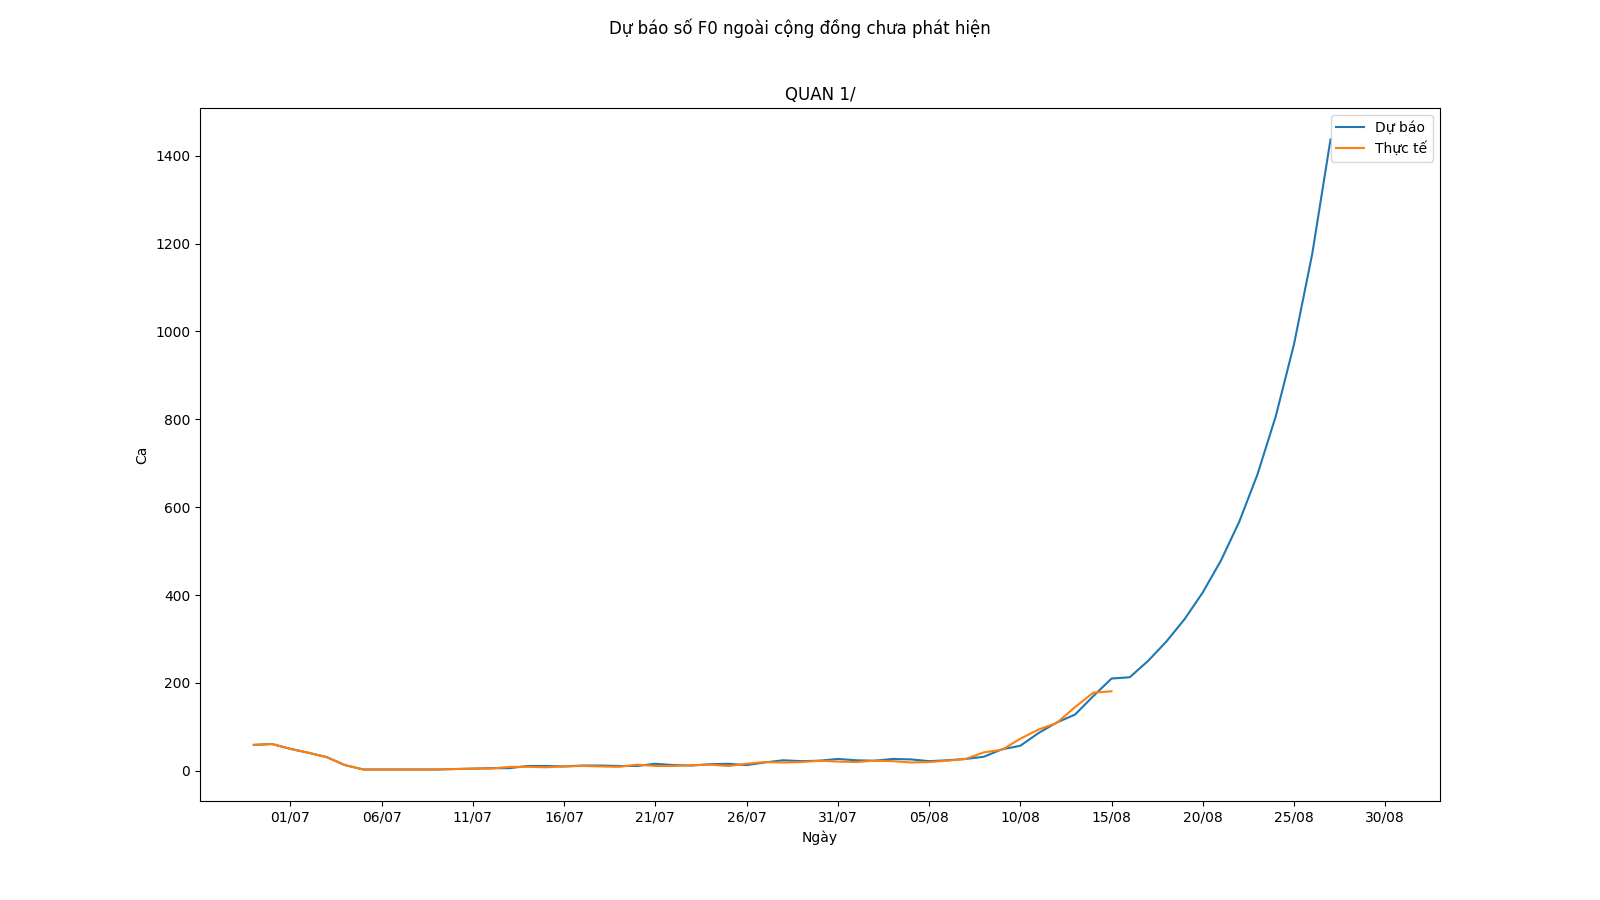 Dự báo số F0 ngoài cộng đồng chưa phát hiện
QUAN 1/
Dự báo
Thực tế
1400
1200
1000
800
600
400
200
0
Ca
01/07 06/07 11/07 16/07 21/07 26/07 31/07 05/08 10/08 15/08 20/08 25/08 30/08
Ngày